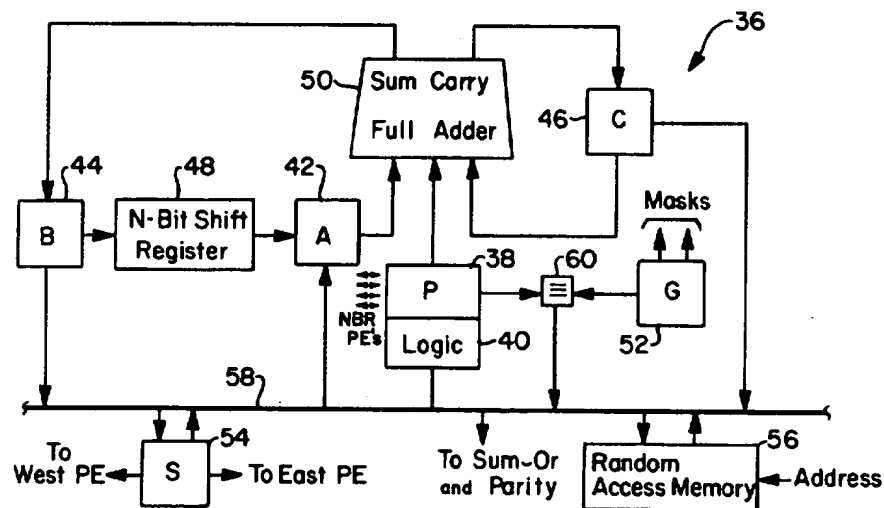 36
50
Sum Carry
Full Adder
46
C
44
48
42
B
N-Bit Shift
Register
A
Masks
38
60
P
G
NBR
PE's
Logic
40
52
58
54
56
To
West PE
S
To East PE
To Sum-Or
and Parity
Random
Access Memory
Address